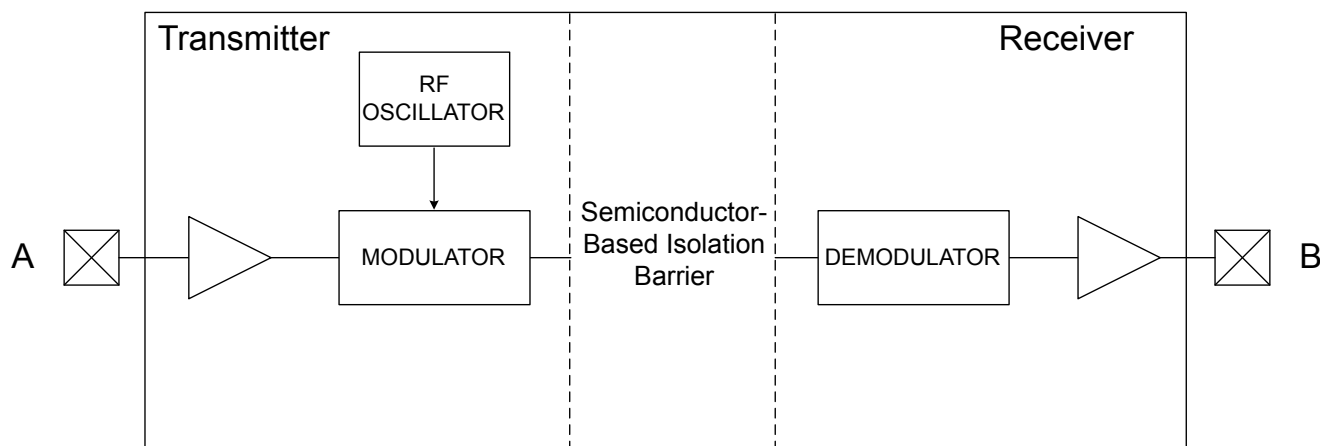 Transmitter
Receiver
RF
OSCILLATOR
A
MODULATOR
Semiconductor-
Based Isolation
Barrier
DEMODULATOR
B